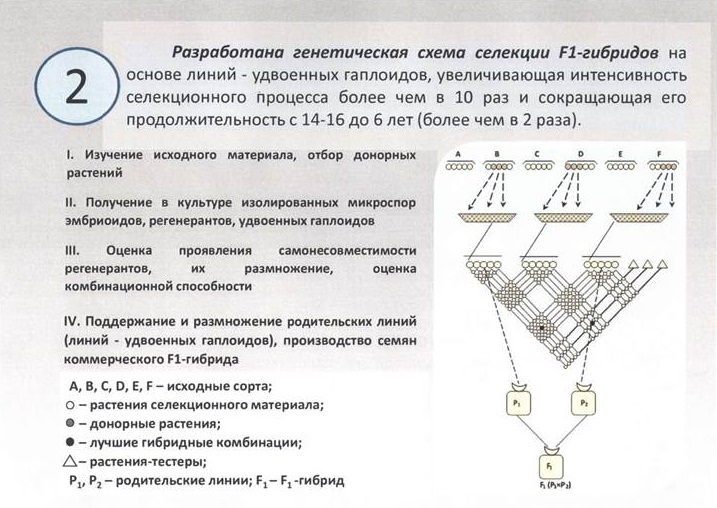 2
Разработана генетическая схема селекции F1-гибридов на
основе линий - удвоенных гаплоидов, увеличивающая интенсивность
селекционного процесса более чем в 10 раз и сокращающая его
продолжительность с 14-16 до 6 лет (более чем в 2 раза).
I. Изучение исходного материала, отбор донорных
растений
II. Получение в культуре изолированных микроспор
эмбриоидов, регенерантов, удвоенных гаплоидов
III. Оценка проявления самонесовместимости
регенерантов, их размножение, оценка
комбинационной способности
IV. Поддержание и размножение родительских линий
(линий - удвоенных гаплоидов), производство семян
коммерческого F1-гибрида
A, B, C, D, E, F – исходные сорта;
– растения селекционного материала;
– донорные растения;
– лучшие гибридные комбинации;
– растения-тестеры;
P₁, P₂ – родительские линии; F₁ – F₁ -гибрид
A B C D E F
P₁ P₂
F₁
F₁ (P₁×P₂)